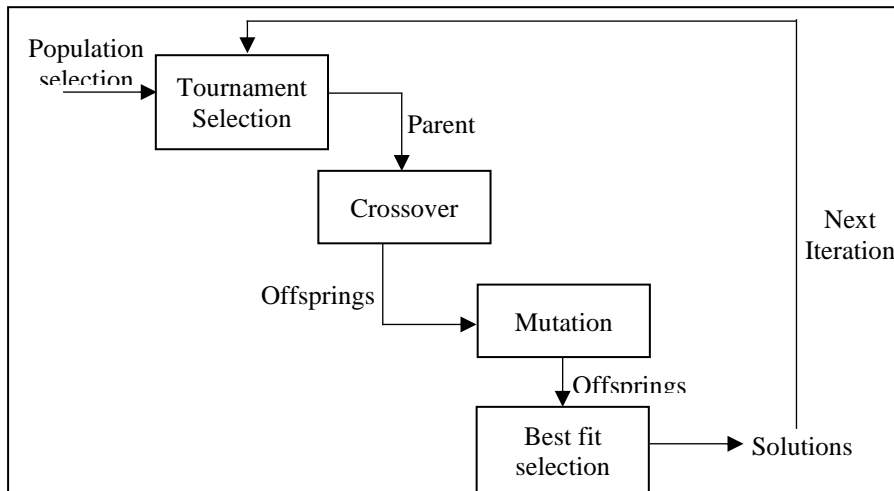 Population
selection
Tournament
Selection
Parent
Crossover
Next
Iteration
Offsprings
Mutation
Offsprings
Best fit
selection
Solutions